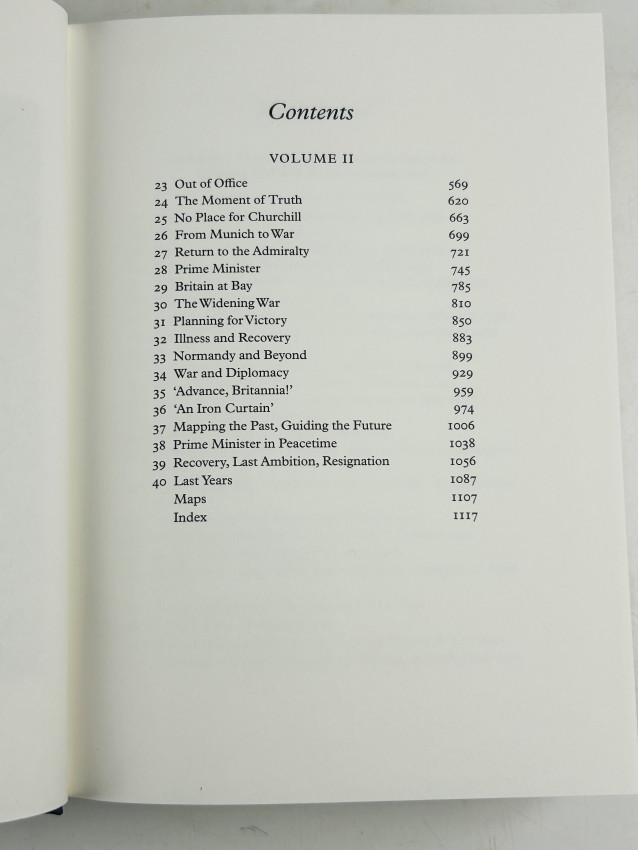 Contents
VOLUME II
23 Out of Office 569
24 The Moment of Truth 620
25 No Place for Churchill 663
26 From Munich to War 699
27 Return to the Admiralty 721
28 Prime Minister 745
29 Britain at Bay 785
30 The Widening War 810
31 Planning for Victory 850
32 Illness and Recovery 883
33 Normandy and Beyond 899
34 War and Diplomacy 929
35 ‘Advance, Britannia!’ 959
36 ‘An Iron Curtain’ 974
37 Mapping the Past, Guiding the Future 1006
38 Prime Minister in Peacetime 1038
39 Recovery, Last Ambition, Resignation 1056
40 Last Years 1087
Maps 1107
Index 1117